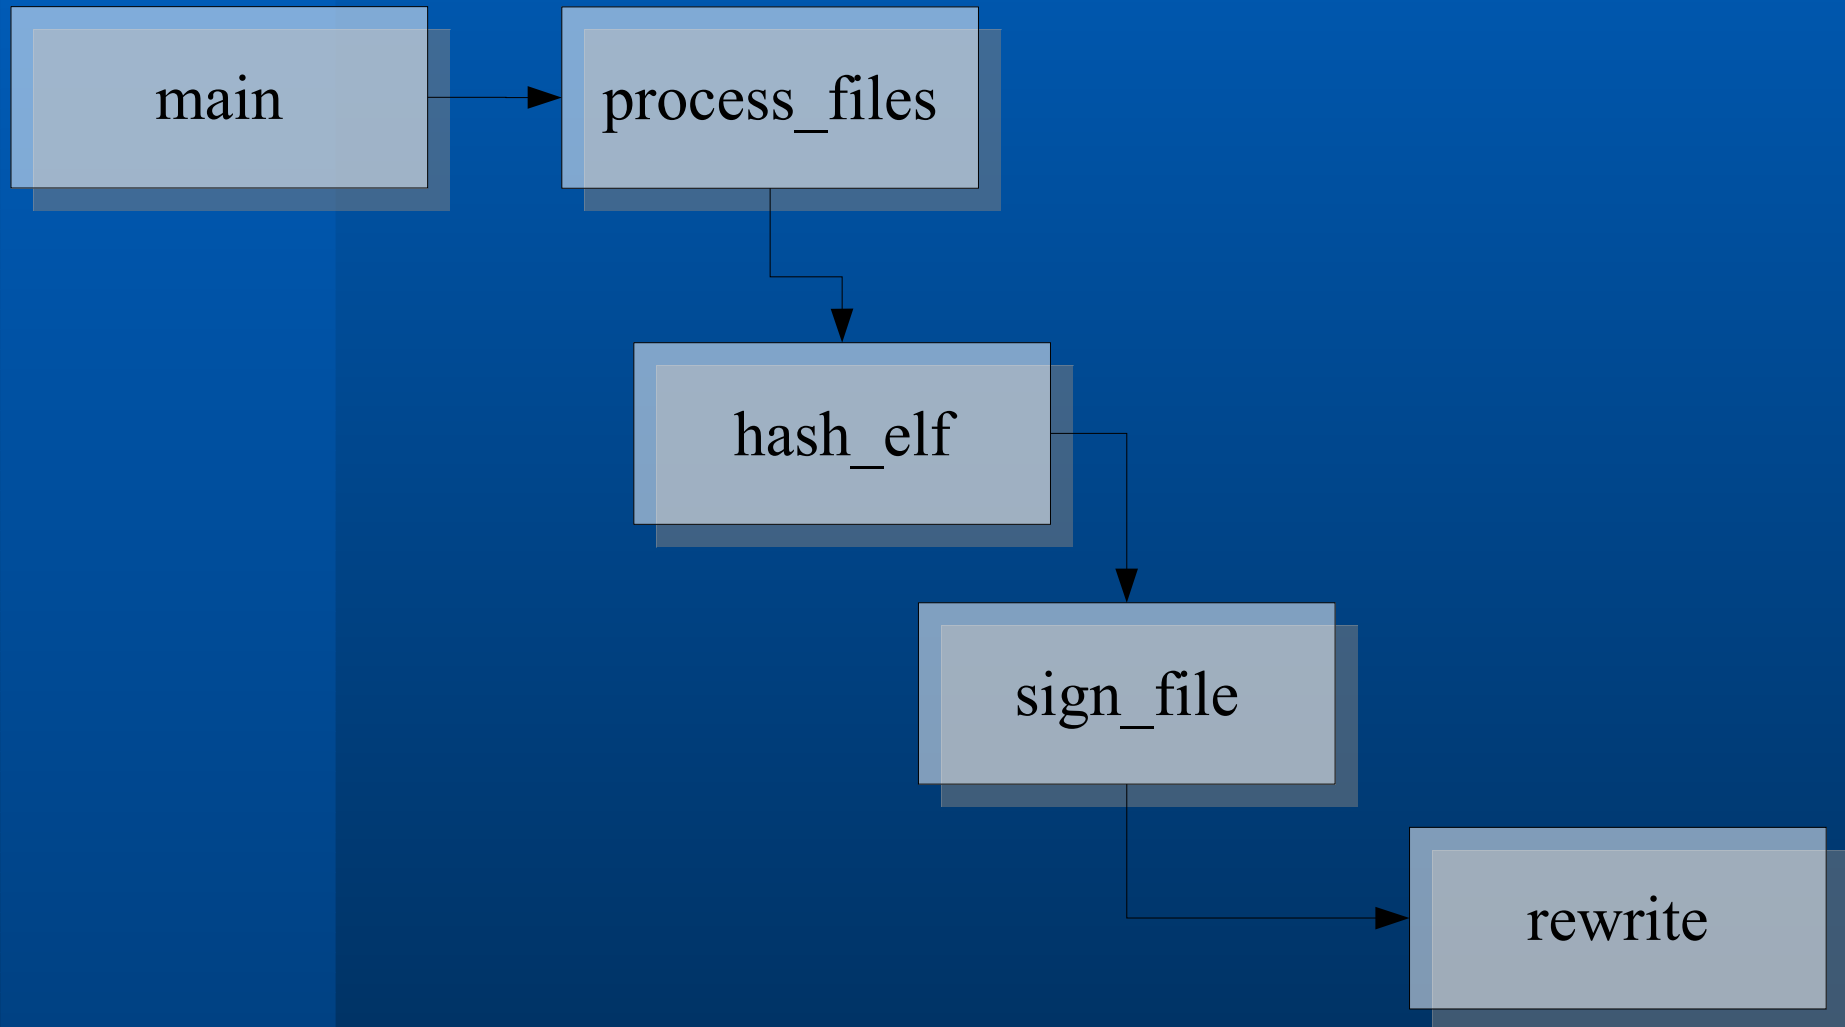 main
process_files
hash_elf
sign_file
rewrite